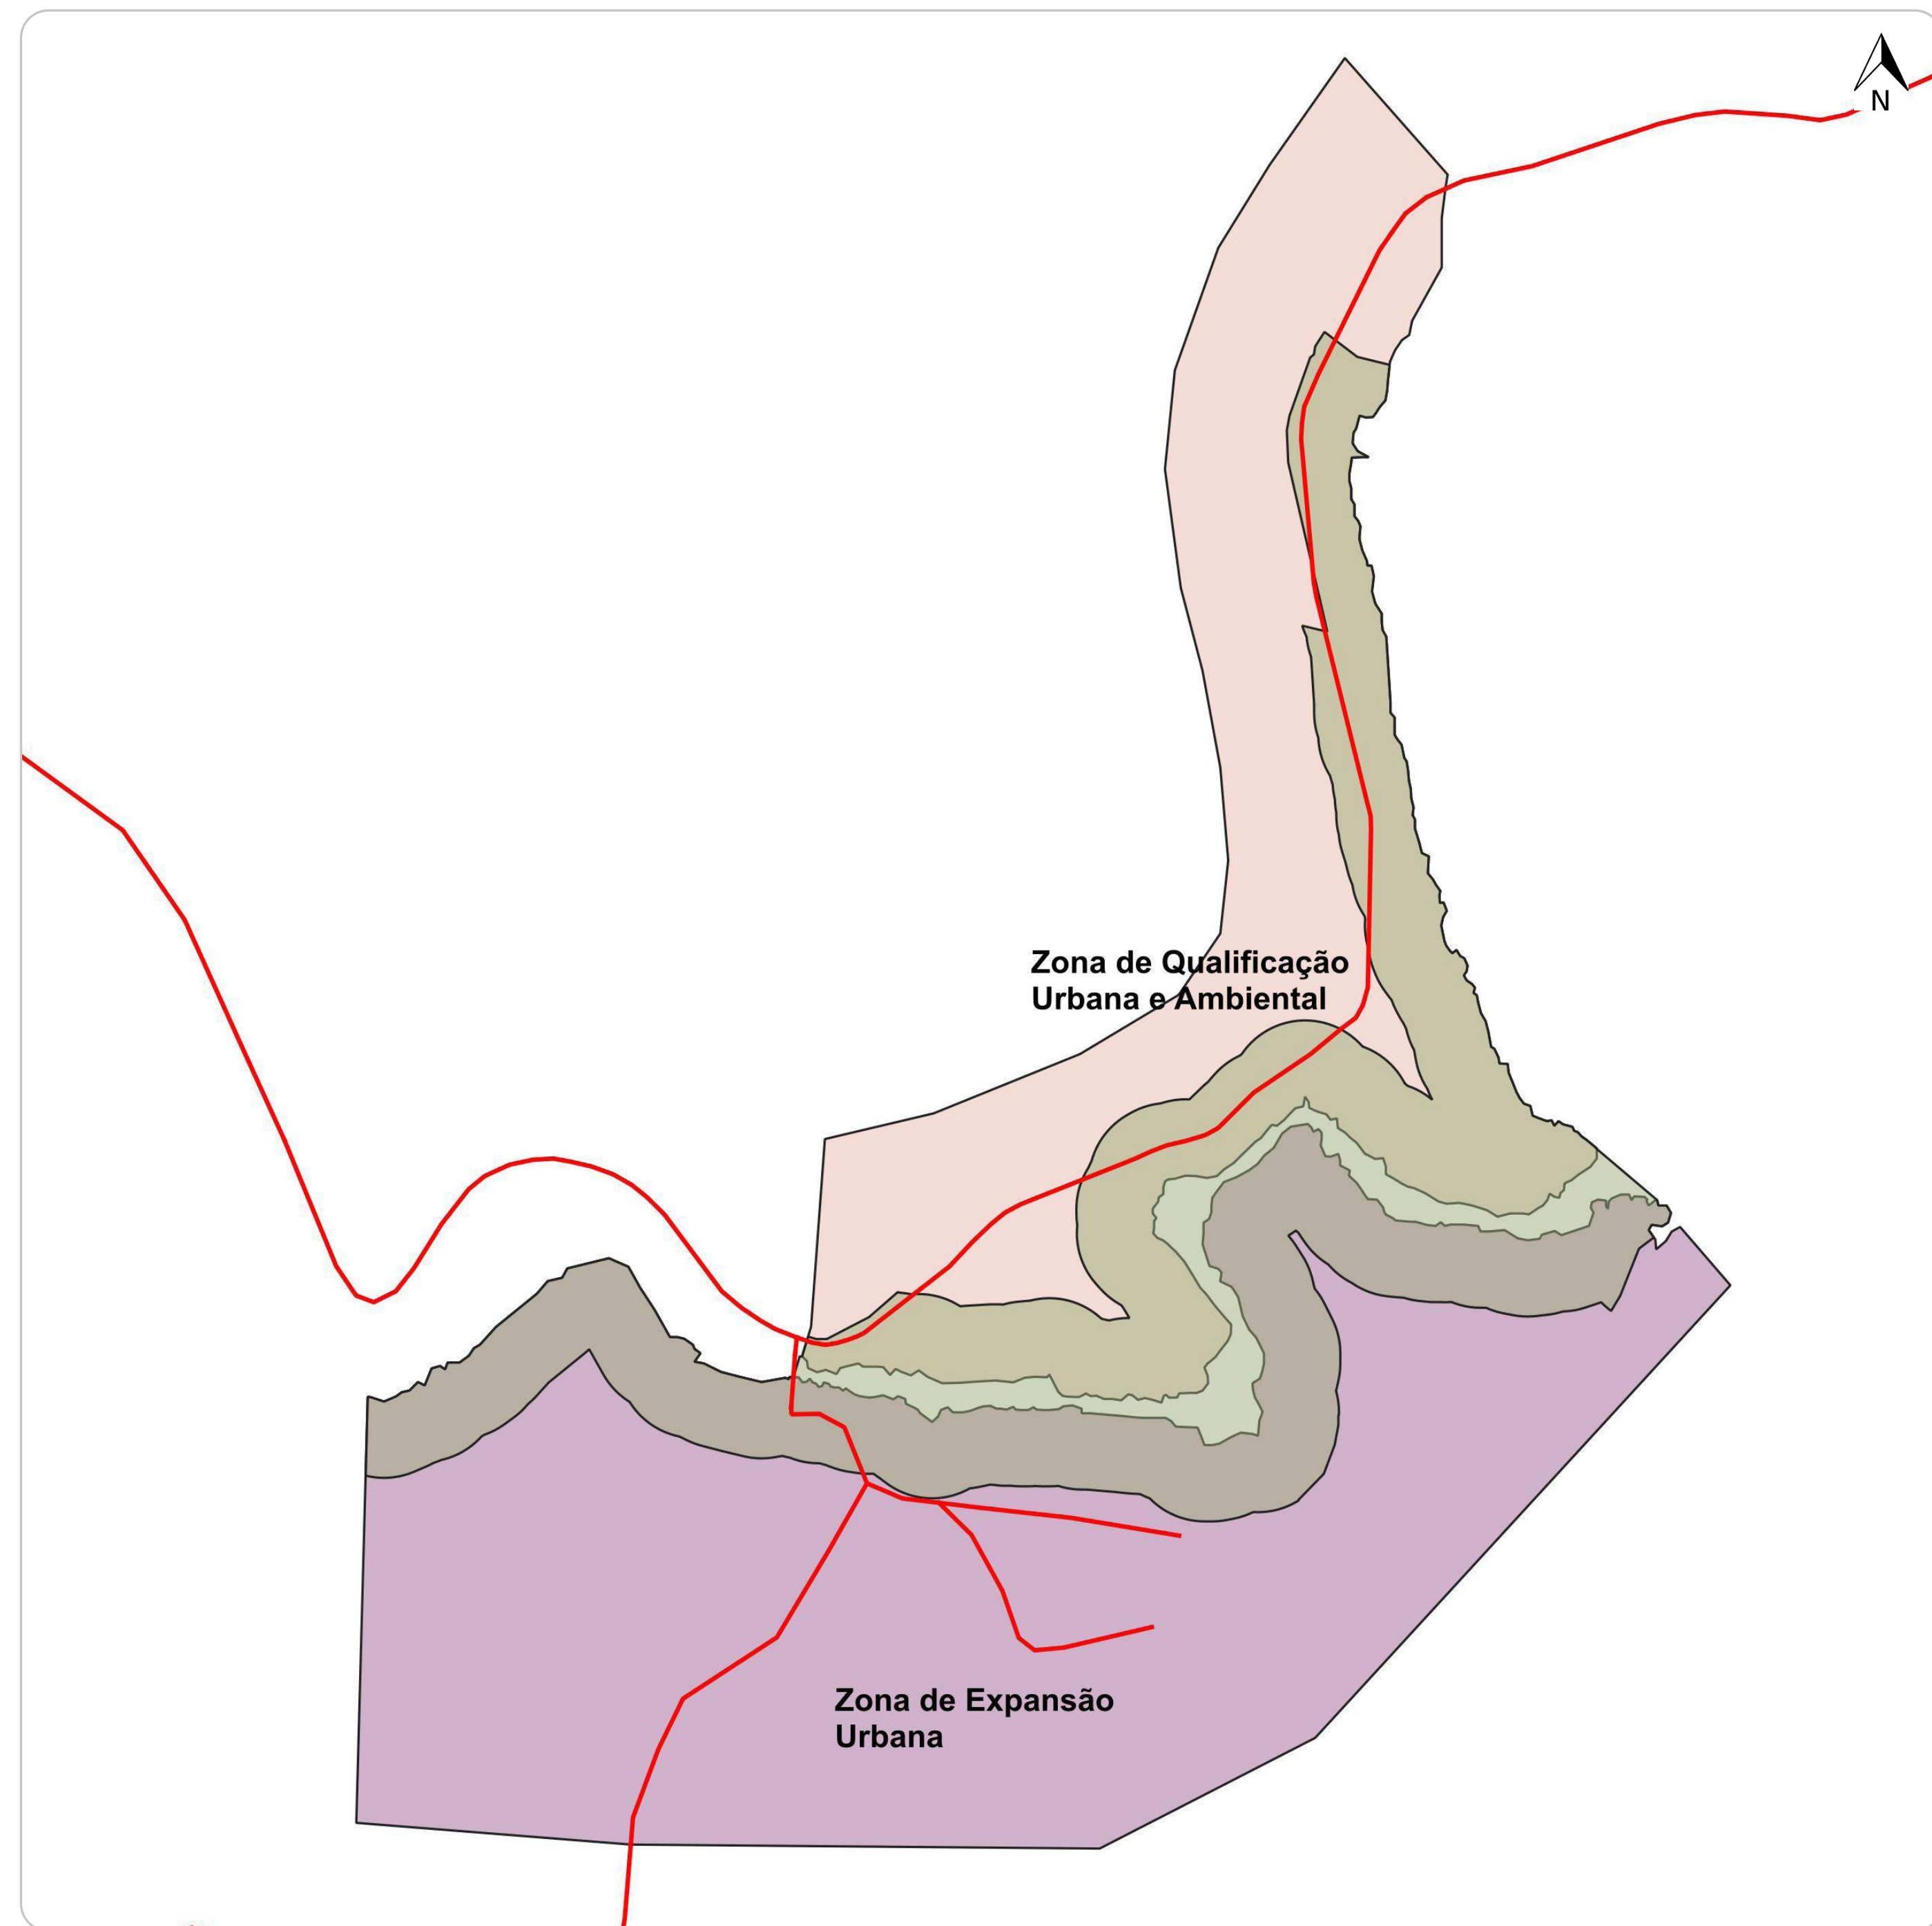 N
Zona de Qualificação
Urbana e Ambiental
Zona de Expansão
Urbana